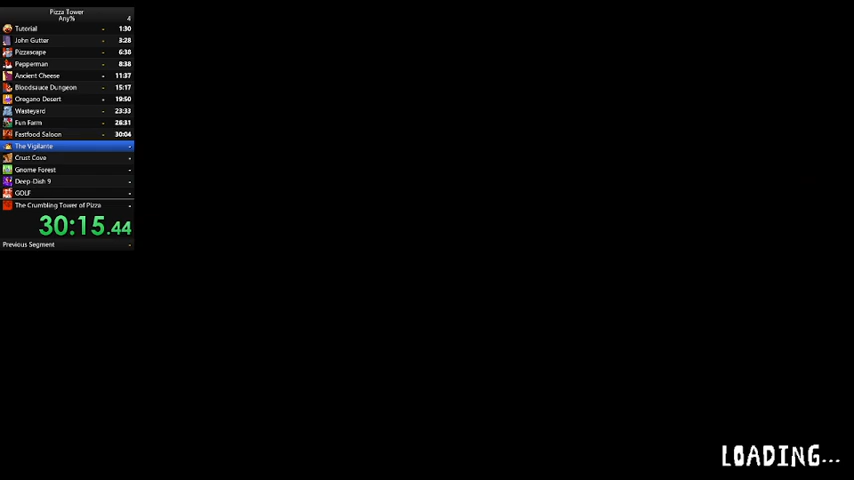 Pizza Tower
Any% 4
Tutorial - 1:30
John Gutter - 3:28
Pizzascape - 6:38
Pepperman - 8:38
Ancient Cheese - 11:37
Bloodsauce Dungeon - 15:17
Oregano Desert - 19:50
Wasteyard - 23:33
Fun Farm - 26:31
Fastfood Saloon - 30:04
The Vigilante -
Crust Cove -
Gnome Forest -
Deep-Dish 9 -
GOLF -
The Crumbling Tower of Pizza -
30:15.44
Previous Segment -
LOADING...